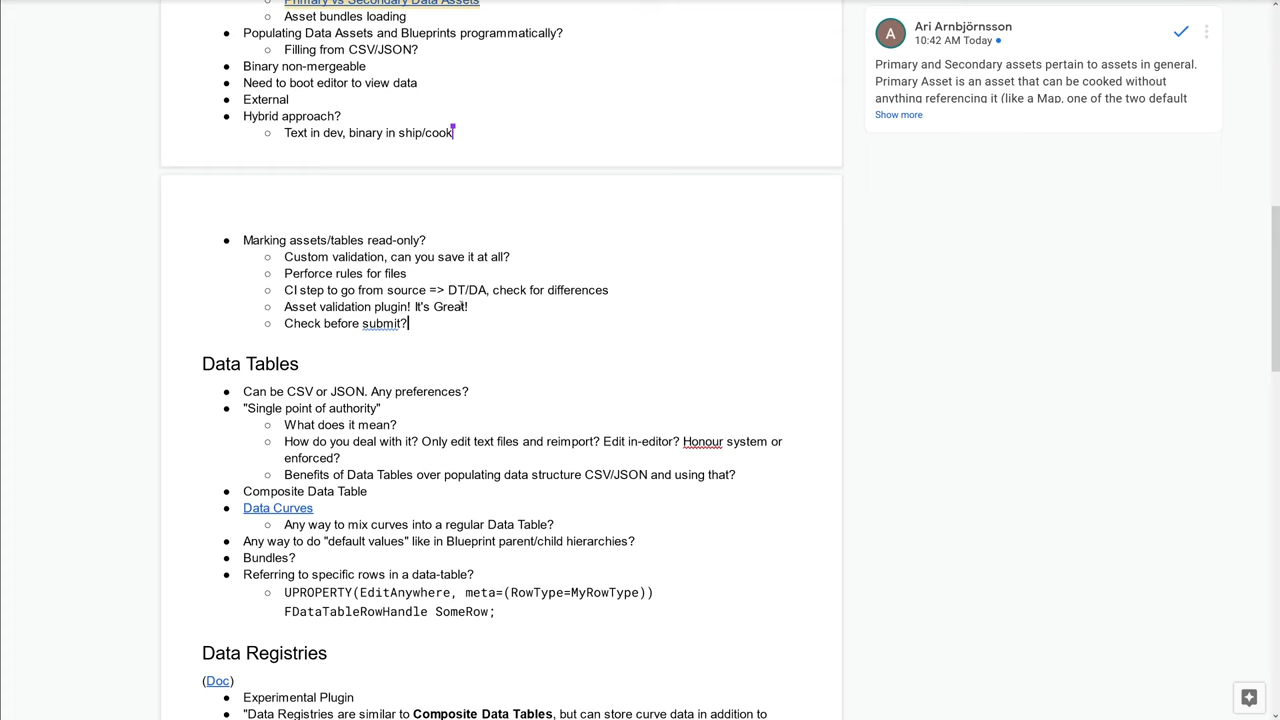 Primary vs Secondary Data Assets
Asset bundles loading
Populating Data Assets and Blueprints programmatically?
Filling from CSV/JSON?
Binary non-mergeable
Need to boot editor to view data
External
Hybrid approach?
Text in dev, binary in ship/cook
Marking assets/tables read-only?
Custom validation, can you save it at all?
Perforce rules for files
CI step to go from source => DT/DA, check for differences
Asset validation plugin! It's Great!
Check before submit?
Data Tables
Can be CSV or JSON. Any preferences?
"Single point of authority"
What does it mean?
How do you deal with it? Only edit text files and reimport? Edit in-editor? Honour system or
enforced?
Benefits of Data Tables over populating data structure CSV/JSON and using that?
Composite Data Table
Data Curves
Any way to mix curves into a regular Data Table?
Any way to do "default values" like in Blueprint parent/child hierarchies?
Bundles?
Referring to specific rows in a data-table?
UPROPERTY(EditAnywhere, meta=(RowType=MyRowType))
FDataTableRowHandle SomeRow;
Data Registries
(Doc)
Experimental Plugin
"Data Registries are similar to Composite Data Tables, but can store curve data in addition to
A
Ari Arnbjörnsson
10:42 AM Today
Primary and Secondary assets pertain to assets in general.
Primary Asset is an asset that can be cooked without
anything referencing it (like a Map, one of the two default
Show more